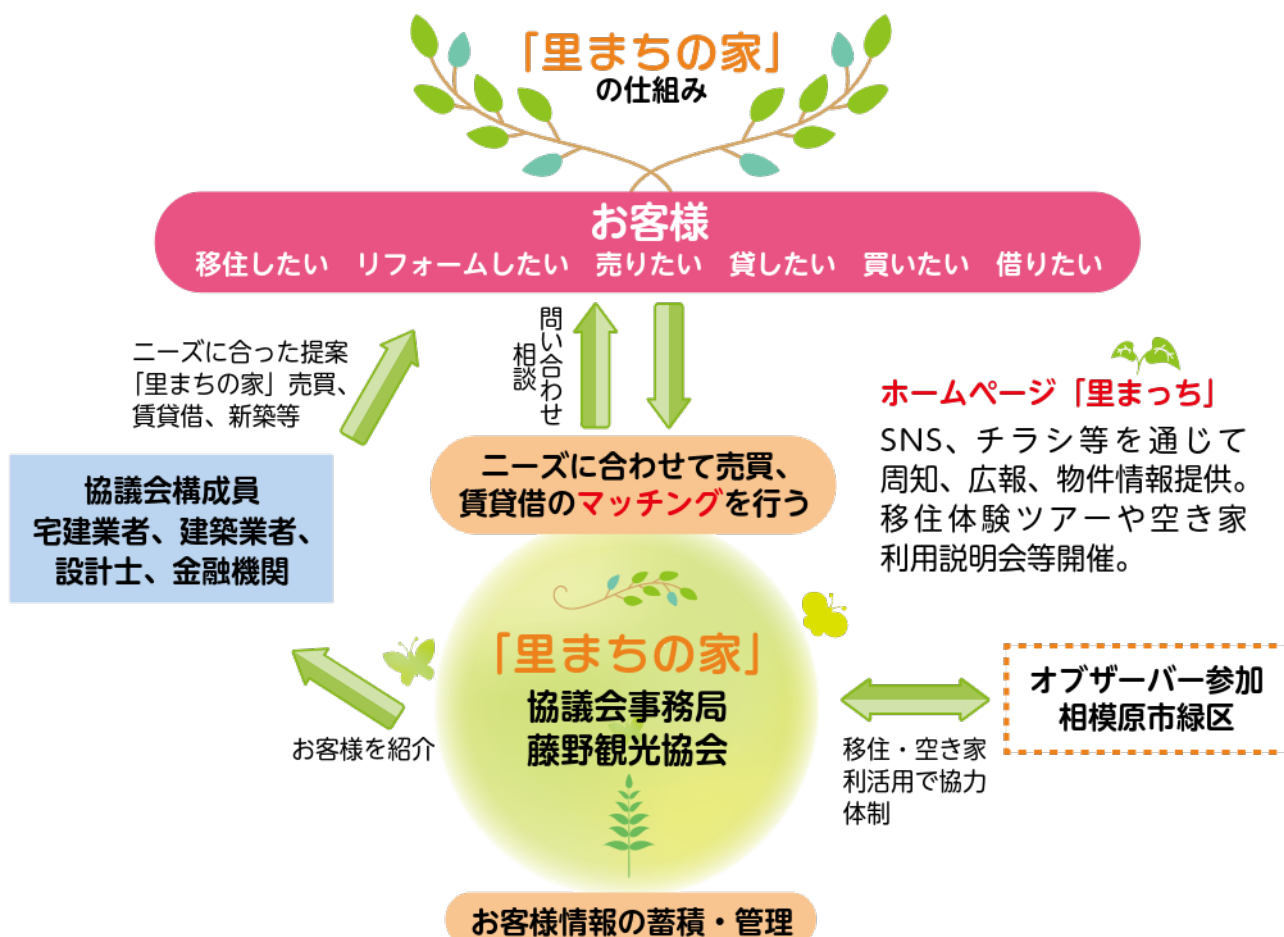 「里まちの家」
の仕組み
お客様
移住したい リフォームしたい 売りたい 貸したい 買いたい 借りたい
ニーズに合った提案
「里まちの家」売買、
賃貸借、新築等
問い合わせ
相談
協議会構成員
宅建業者、建築業者、
設計士、金融機関
ニーズに合わせて売買、
賃貸借のマッチングを行う
ホームページ「里まっち」
SNS、チラシ等を通じて
周知、広報、物件情報提供。
移住体験ツアーや空き家
利用説明会等開催。
お客様を紹介
「里まちの家」
協議会事務局
藤野観光協会
移住・空き家
利活用で協力
体制
オブザーバー参加
相模原市緑区
お客様情報の蓄積・管理